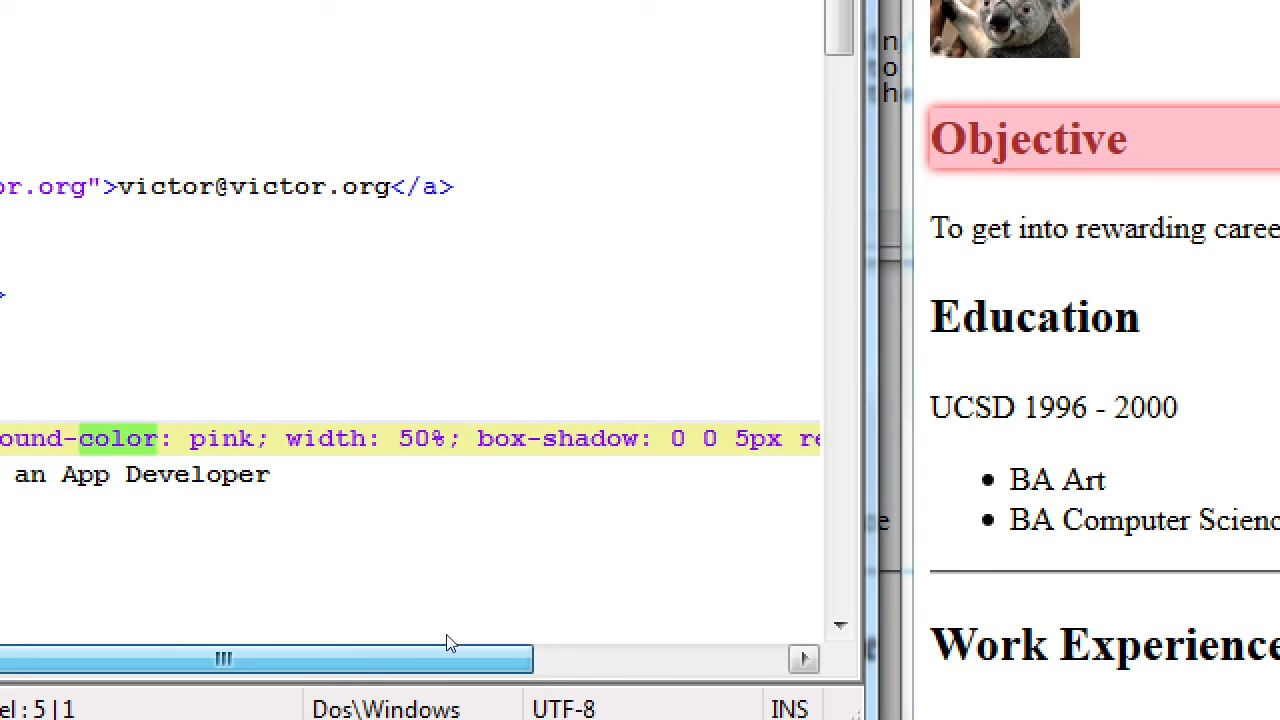 or.org">victor@victor.org</a>
>
ound-color: pink; width: 50%; box-shadow: 0 0 5px re
an App Developer
el : 5 | 1
Dos\Windows
UTF-8
INS
n
o
h
e
Objective
To get into rewarding caree
Education
UCSD 1996 - 2000
• BA Art
• BA Computer Scienc
Work Experience